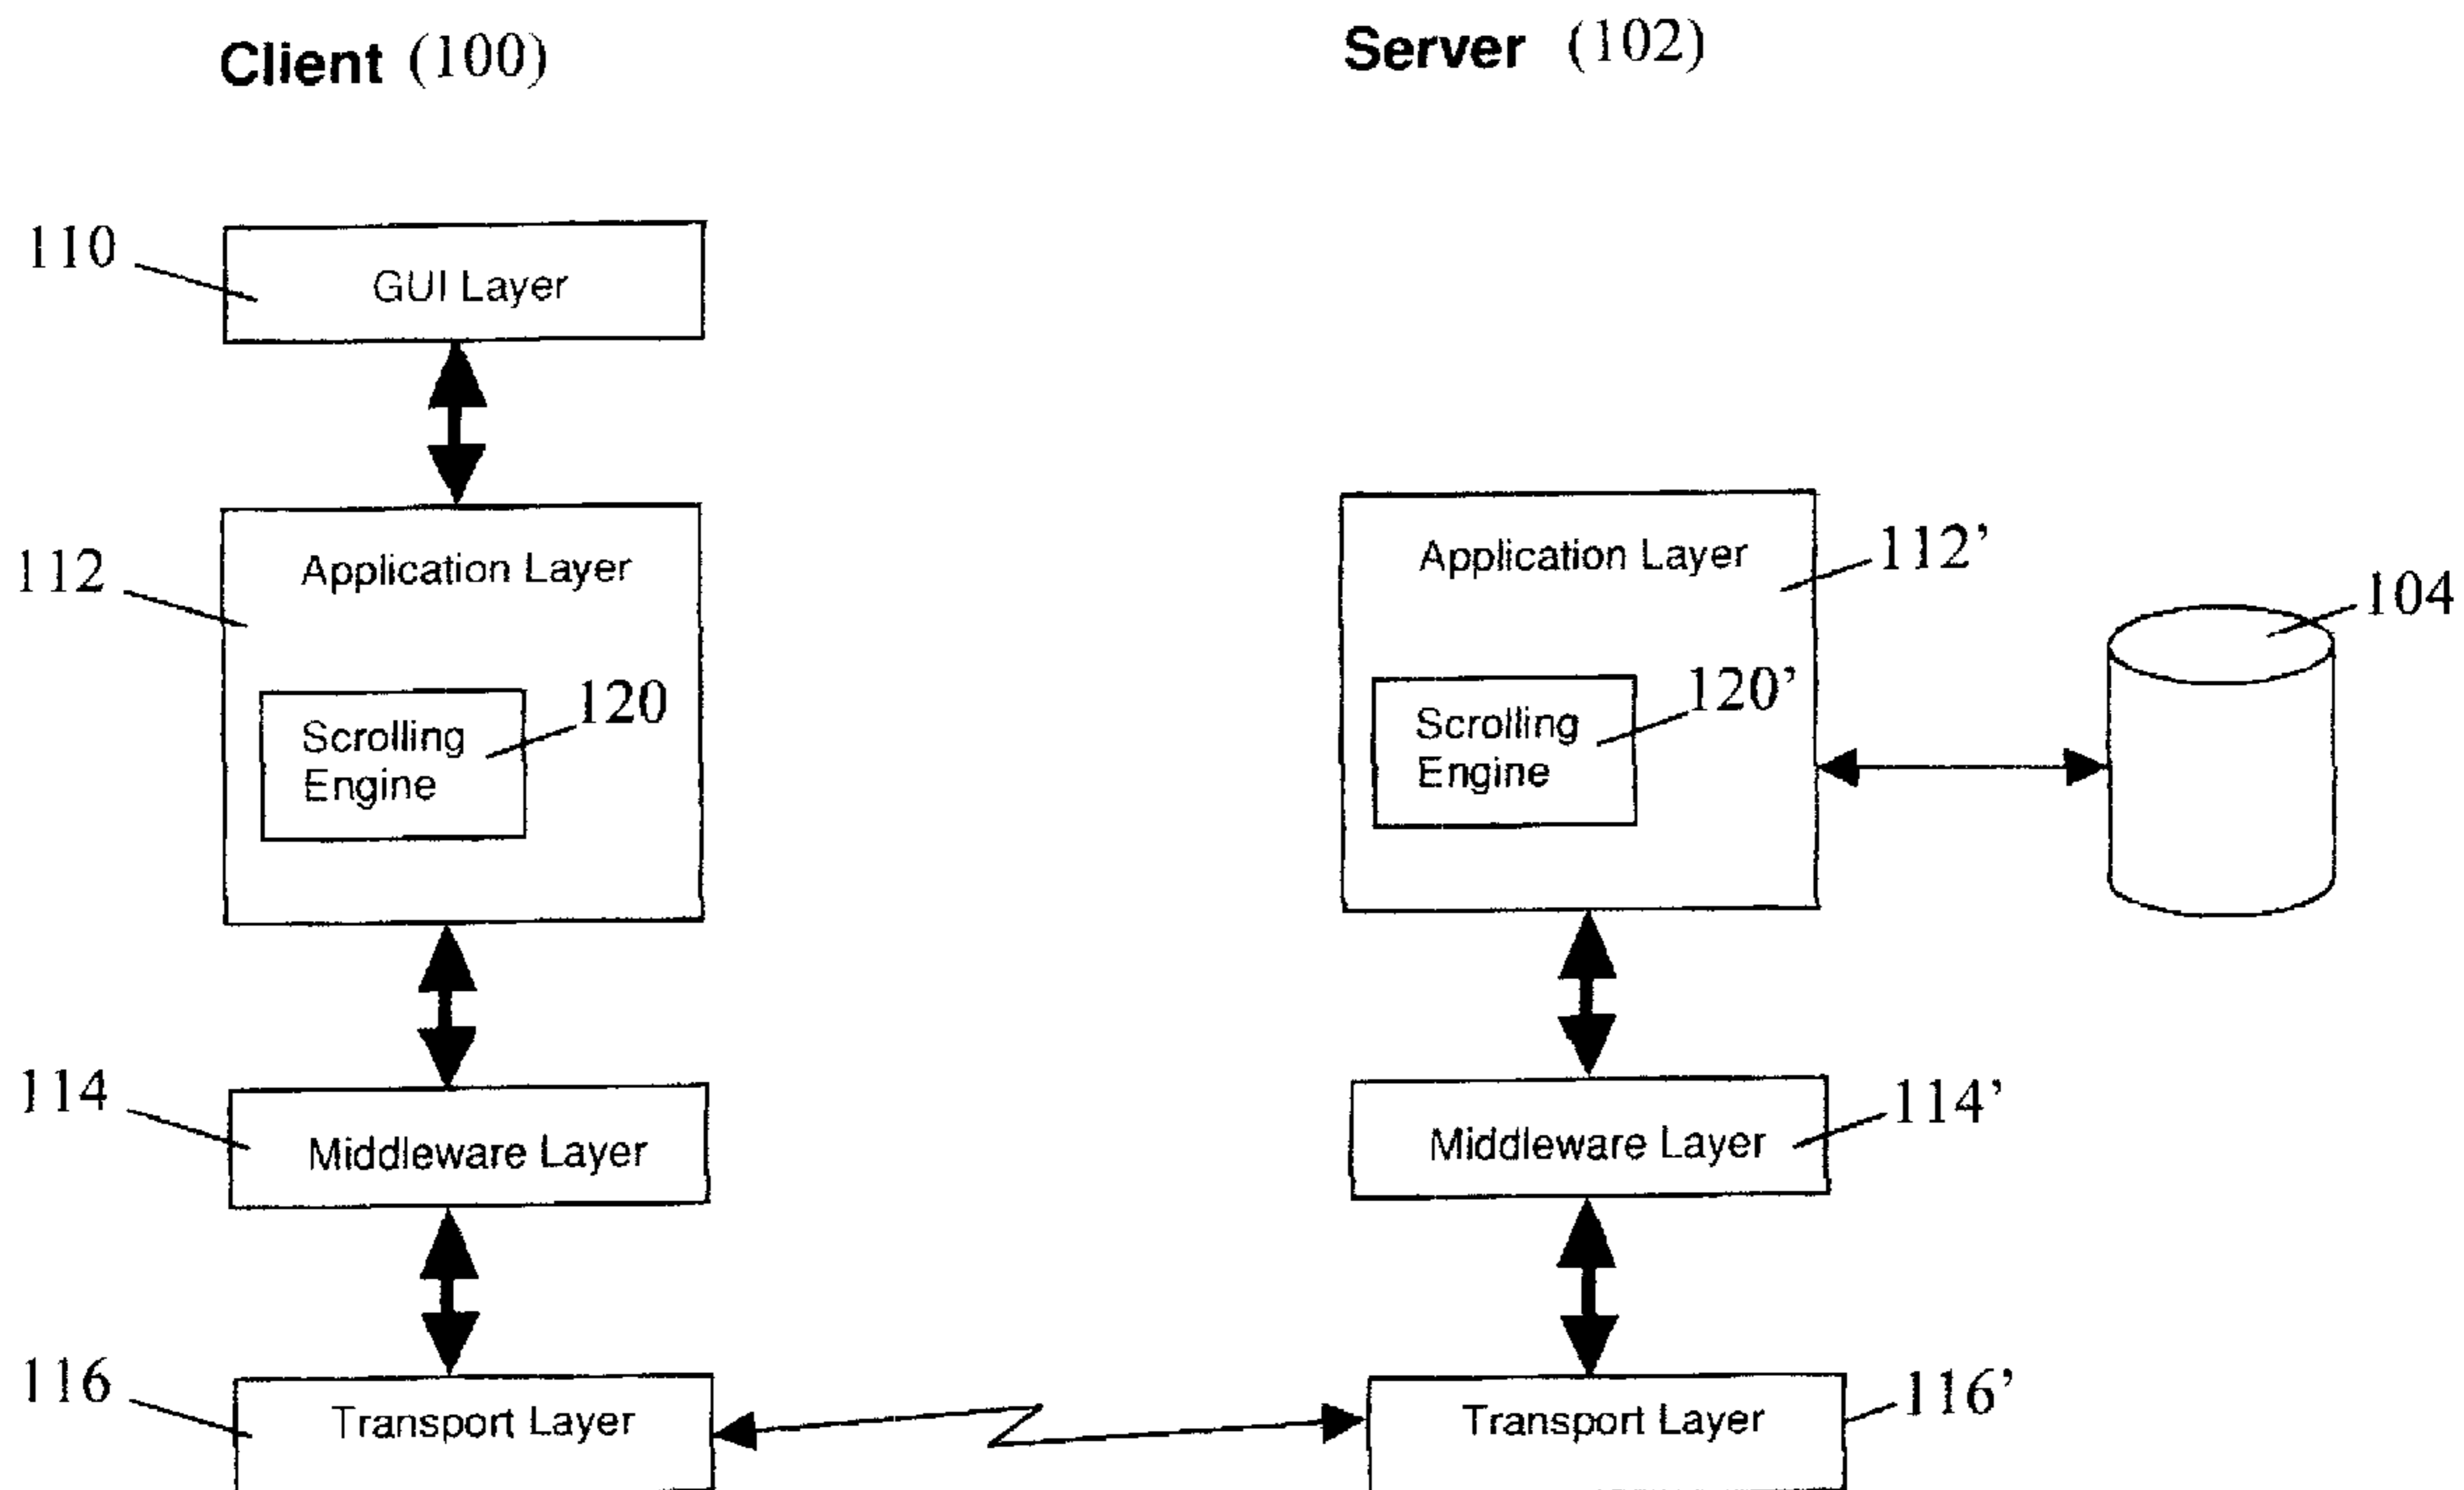 Client (100)
Server (102)
110
GUI Layer
112
Application Layer
120
Scrolling
Engine
Application Layer
112’
104
120’
Scrolling
Engine
114
Middleware Layer
Middleware Layer
114’
116
Transport Layer
Transport Layer
116’